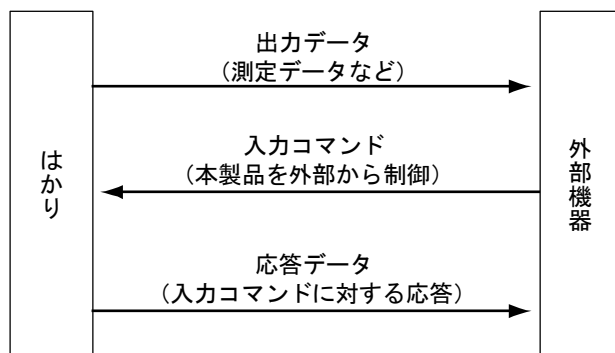 はかり
出力データ
（測定データなど）
入力コマンド
（本製品を外部から制御）
応答データ
（入力コマンドに対する応答）
外部機器